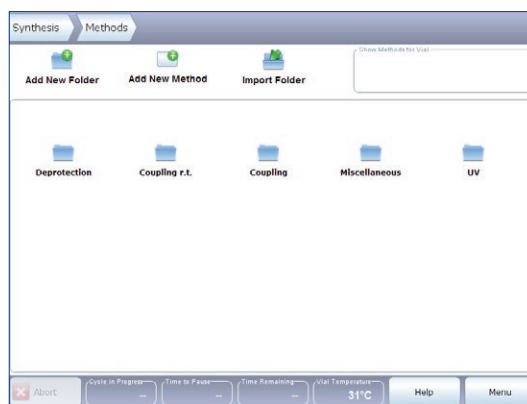 Synthesis Methods
Show Methods for Vial
Add New Folder Add New Method Import Folder
Deprotection Coupling r.t. Coupling Miscellaneous UV
Cycle in Progress Time to Pause Time Remaining Vial Temperature
Abort -- -- -- 31°C Help Menu